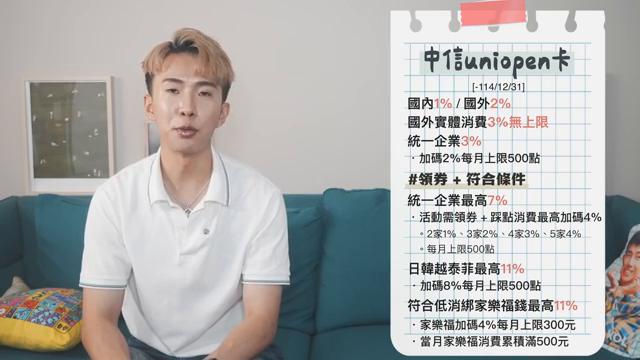 中信uniopen卡
[-114/12/31]
國內1% / 國外2%
國外實體消費3%無上限
統一企業3%
・加碼2%每月上限500點
#領券 + 符合條件
統一企業最高7%
・活動需領券 + 踩點消費最高加碼4%
。2家1%、3家2%、4家3%、5家4%
。每月上限500點
日韓越泰菲最高11%
・加碼8%每月上限500點
符合低消綁家樂福錢最高11%
・家樂福加碼4%每月上限300元
・當月家樂福消費累積滿500元